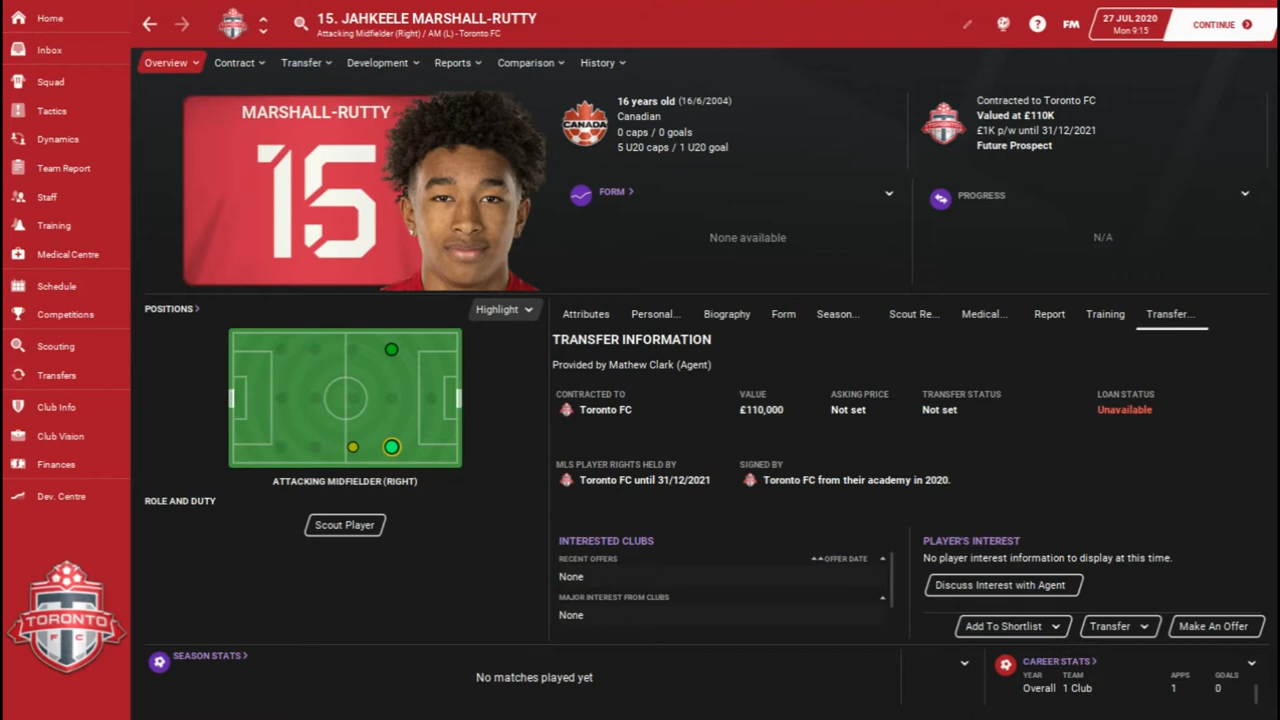 Home
Inbox
Squad
Tactics
Dynamics
Team Report
Staff
Training
Medical Centre
Schedule
Competitions
Scouting
Transfers
Club Info
Club Vision
Finances
Dev. Centre
TORONTO
F C
15. JAHKEELE MARSHALL-RUTTY
Attacking Midfielder (Right) / AM (L) - Toronto FC
? FM
27 JUL 2020
Mon 9:15
CONTINUE
Overview Contract Transfer Development Reports Comparison History
MARSHALL-RUTTY
15
CANADA
16 years old (16/6/2004)
Canadian
0 caps / 0 goals
5 U20 caps / 1 U20 goal
Contracted to Toronto FC
Valued at £110K
£1K p/w until 31/12/2021
Future Prospect
FORM
None available
PROGRESS
N/A
POSITIONS
Highlight
ATTACKING MIDFIELDER (RIGHT)
ROLE AND DUTY
Scout Player
Attributes Personal... Biography Form Season... Scout Re... Medical... Report Training Transfer...
TRANSFER INFORMATION
Provided by Mathew Clark (Agent)
CONTRACTED TO VALUE ASKING PRICE TRANSFER STATUS LOAN STATUS
Toronto FC £110,000 Not set Not set Unavailable
MLS PLAYER RIGHTS HELD BY SIGNED BY
Toronto FC until 31/12/2021 Toronto FC from their academy in 2020.
INTERESTED CLUBS
RECENT OFFERS OFFER DATE
None
MAJOR INTEREST FROM CLUBS
None
PLAYER'S INTEREST
No player interest information to display at this time.
Discuss Interest with Agent
Add To Shortlist Transfer Make An Offer
SEASON STATS
No matches played yet
CAREER STATS
YEAR TEAM APPS GOALS
Overall 1 Club 1 0